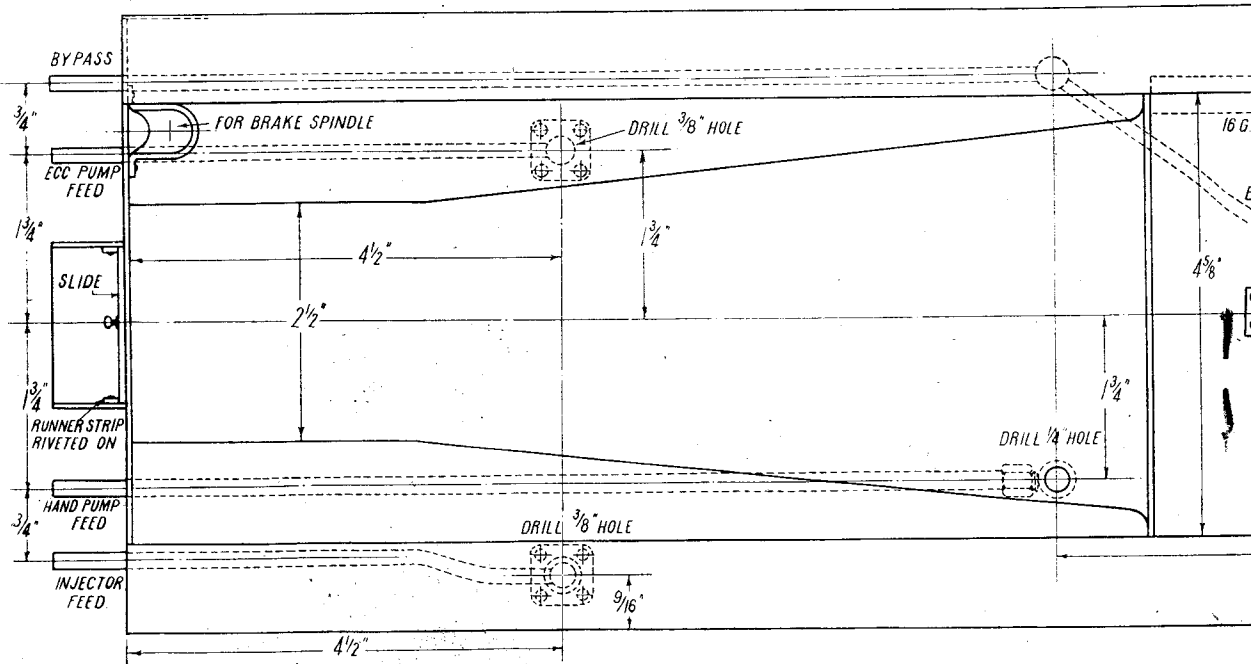 BYPASS
3/4"
FOR BRAKE SPINDLE
DRILL 3/8" HOLE
16 G.
ECC PUMP
FEED
1 3/4"
1 3/4"
4 1/2"
4 5/8"
SLIDE
2 1/2"
1 3/4"
1 3/4"
RUNNER STRIP
RIVETED ON
DRILL 1/4" HOLE
HAND PUMP
FEED
3/4"
DRILL 3/8" HOLE
INJECTOR
FEED.
9/16"
4 1/2"